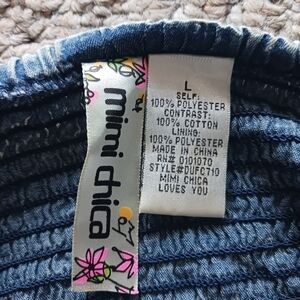 mimi chica
L
SELF:
100% POLYESTER
CONTRAST:
100% COTTON
LINING:
100% POLYESTER
MADE IN CHINA
RN# 0101070
STYLE#DUFC710
MIMI CHICA
LOVES YOU